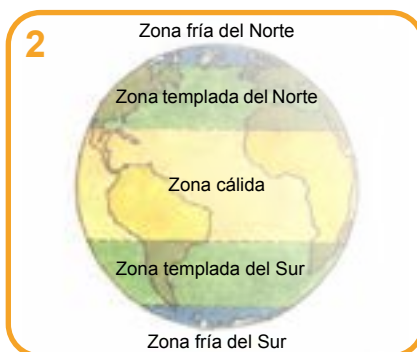 2
Zona fría del Norte
Zona templada del Norte
Zona cálida
Zona templada del Sur
Zona fría del Sur